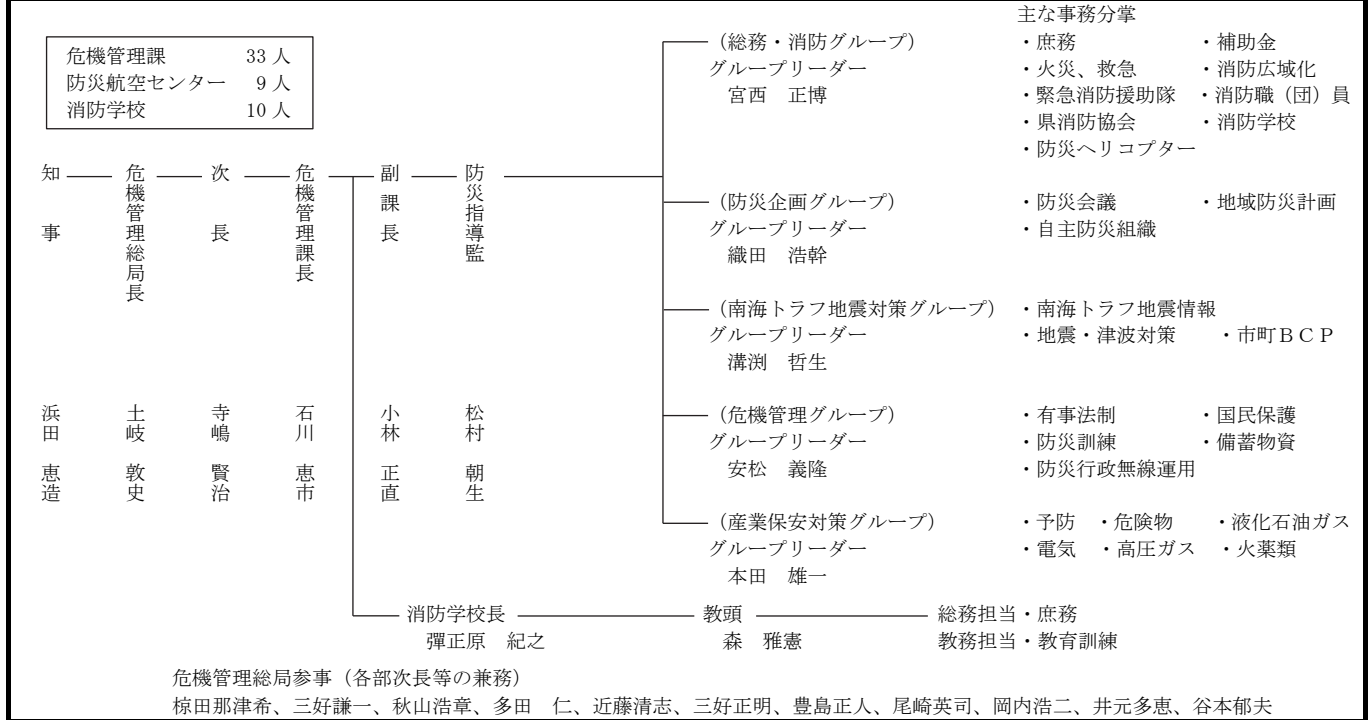 主な事務分掌
危機管理課 33人
防災航空センター 9人
消防学校 10人
(総務・消防グループ)
グループリーダー
宮西 正博
・庶務 ・補助金
・火災、救急 ・消防広域化
・緊急消防援助隊 ・消防職(団)員
・県消防協会 ・消防学校
・防災ヘリコプター
知事
危機管理総局長
次長
危機管理課長
副課長
防災指導監
浜田 恵造
土岐 敦史
寺嶋 賢治
石川 恵市
小林 正直
松村 朝生
(防災企画グループ)
グループリーダー
織田 浩幹
・防災会議 ・地域防災計画
・自主防災組織
(南海トラフ地震対策グループ)
グループリーダー
溝渕 哲生
・南海トラフ地震情報
・地震・津波対策 ・市町BCP
(危機管理グループ)
グループリーダー
安松 義隆
・有事法制 ・国民保護
・防災訓練 ・備蓄物資
・防災行政無線運用
(産業保安対策グループ)
グループリーダー
本田 雄一
・予防 ・危険物 ・液化石油ガス
・電気 ・高圧ガス ・火薬類
消防学校長
彈正原 紀之
教頭
森 雅憲
総務担当・庶務
教務担当・教育訓練
危機管理総局参事(各部次長等の兼務)
椋田那津希、三好謙一、秋山浩章、多田 仁、近藤清志、三好正明、豊島正人、尾崎英司、岡内浩二、井元多恵、谷本郁夫